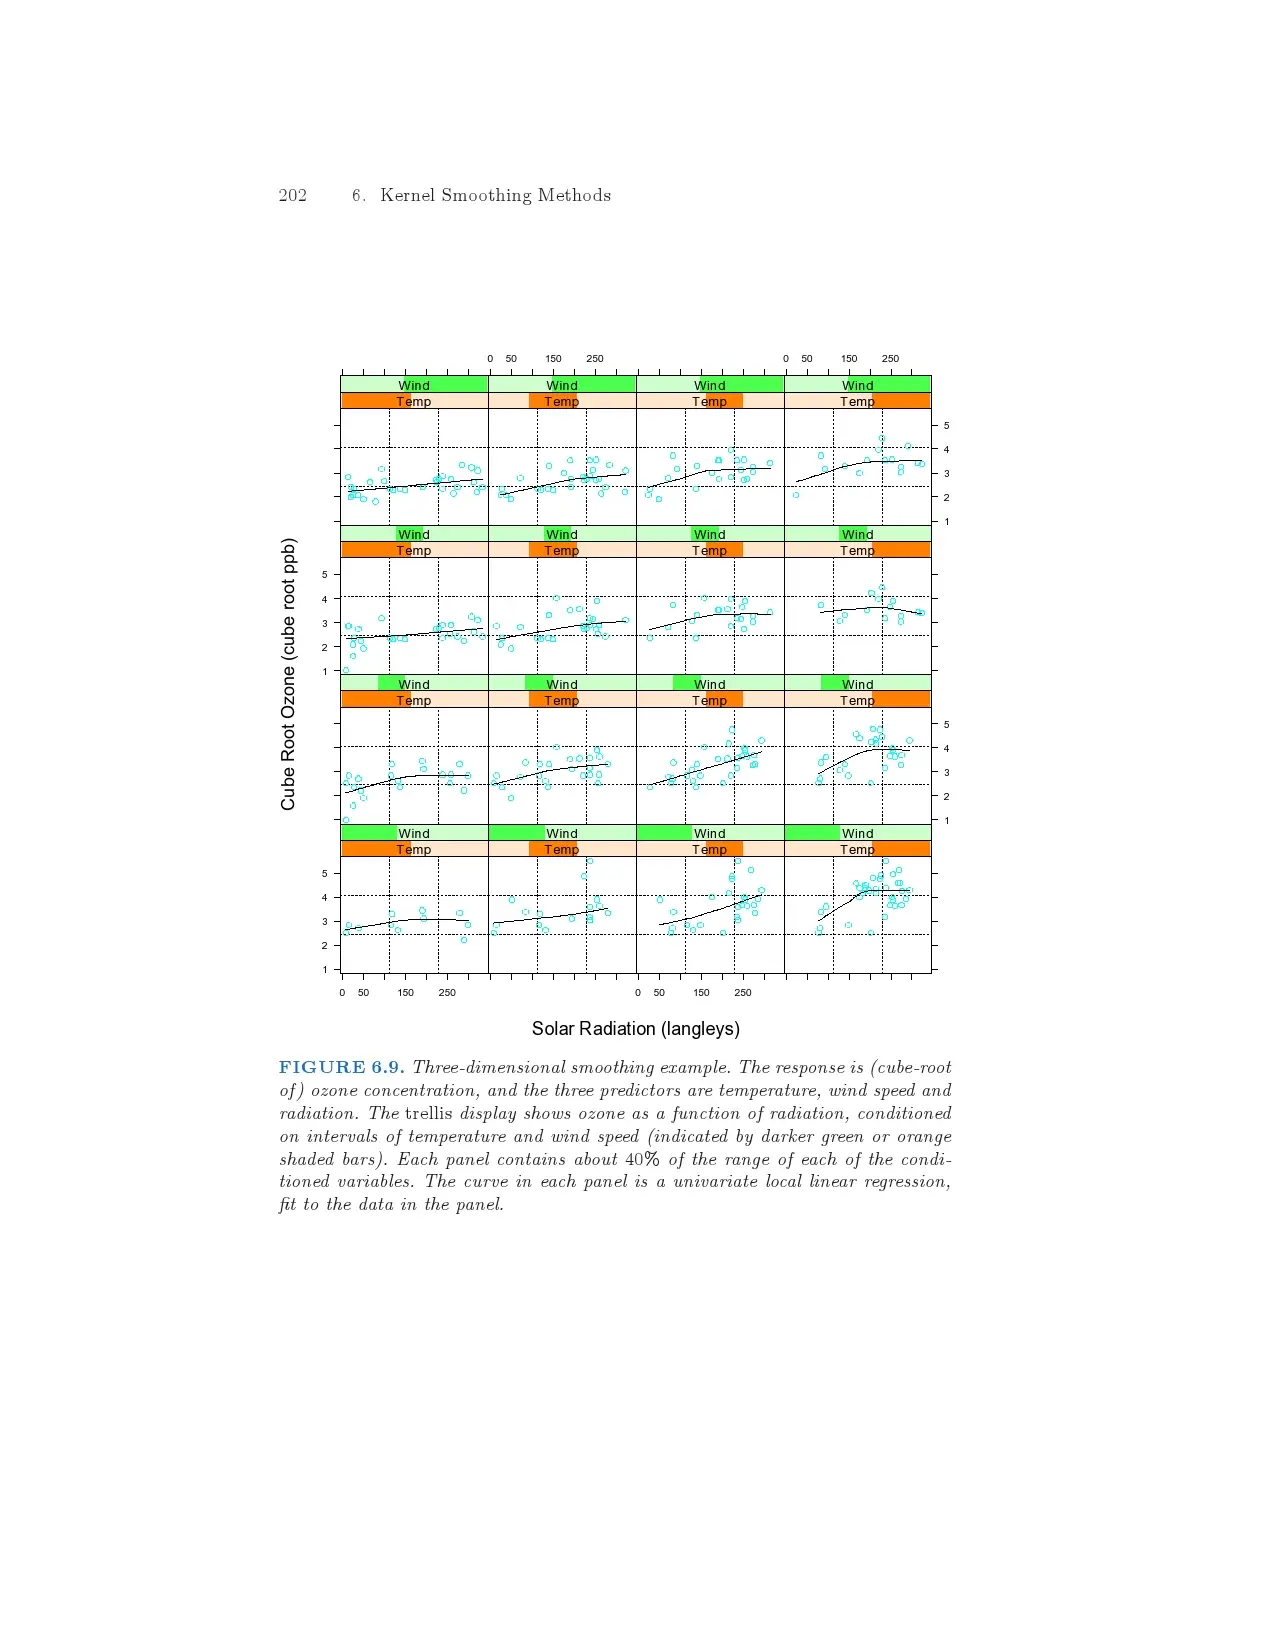 202 6. Kernel Smoothing Methods
0 50 150 250 0 50 150 250
Wind Wind Wind Wind
Temp Temp Temp Temp
5
4
3
2
1
Wind Wind Wind Wind
Temp Temp Temp Temp
5
4
3
2
1
Wind Wind Wind Wind
Temp Temp Temp Temp
5
4
3
2
1
Wind Wind Wind Wind
Temp Temp Temp Temp
5
4
3
2
1
0 50 150 250 0 50 150 250
Cube Root Ozone (cube root ppb)
Solar Radiation (langleys)
FIGURE 6.9. Three-dimensional smoothing example. The response is (cube-root
of) ozone concentration, and the three predictors are temperature, wind speed and
radiation. The trellis display shows ozone as a function of radiation, conditioned
on intervals of temperature and wind speed (indicated by darker green or orange
shaded bars). Each panel contains about 40% of the range of each of the condi-
tioned variables. The curve in each panel is a univariate local linear regression,
fit to the data in the panel.